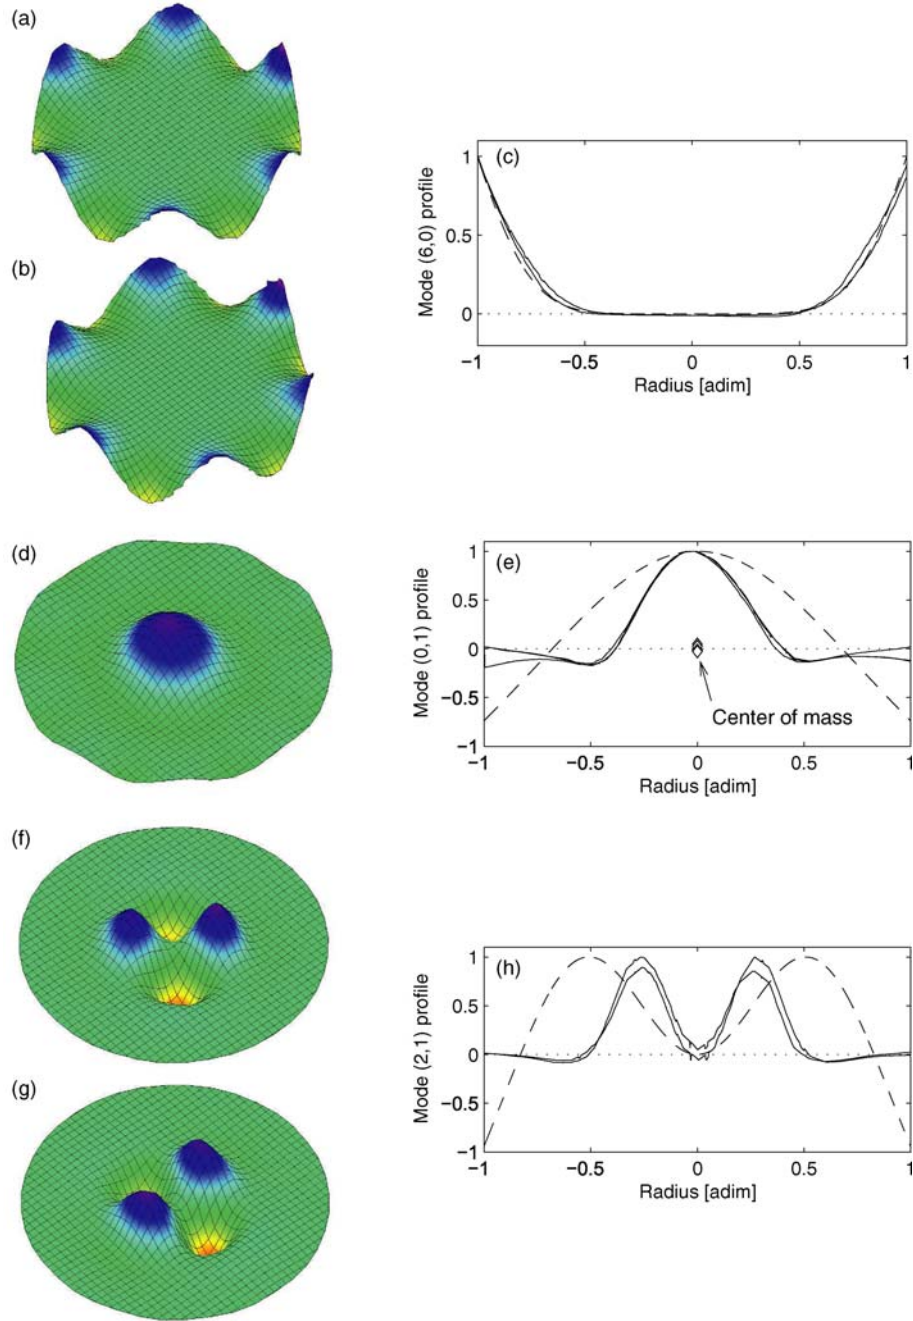 (a)
(b)
(c)
Mode (6,0) profile
1
0.5
0
−1
−0.5
0
0.5
1
Radius [adim]
(d)
(e)
Mode (0,1) profile
1
0.5
0
−0.5
−1
Center of mass
−1
−0.5
0
0.5
1
Radius [adim]
(f)
(g)
(h)
Mode (2,1) profile
1
0.5
0
−0.5
−1
−1
−0.5
0
0.5
1
Radius [adim]